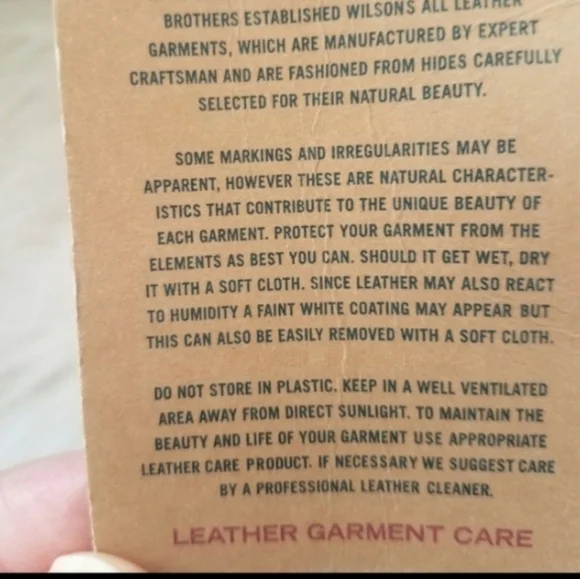 BROTHERS ESTABLISHED WILSONS ALL LEATHER
GARMENTS, WHICH ARE MANUFACTURED BY EXPERT
CRAFTSMAN AND ARE FASHIONED FROM HIDES CAREFULLY
SELECTED FOR THEIR NATURAL BEAUTY.
SOME MARKINGS AND IRREGULARITIES MAY BE
APPARENT, HOWEVER THESE ARE NATURAL CHARACTER-
ISTICS THAT CONTRIBUTE TO THE UNIQUE BEAUTY OF
EACH GARMENT. PROTECT YOUR GARMENT FROM THE
ELEMENTS AS BEST YOU CAN. SHOULD IT GET WET, DRY
IT WITH A SOFT CLOTH. SINCE LEATHER MAY ALSO REACT
TO HUMIDITY A FAINT WHITE COATING MAY APPEAR BUT
THIS CAN ALSO BE EASILY REMOVED WITH A SOFT CLOTH.
DO NOT STORE IN PLASTIC. KEEP IN A WELL VENTILATED
AREA AWAY FROM DIRECT SUNLIGHT. TO MAINTAIN THE
BEAUTY AND LIFE OF YOUR GARMENT USE APPROPRIATE
LEATHER CARE PRODUCT. IF NECESSARY WE SUGGEST CARE
BY A PROFESSIONAL LEATHER CLEANER.
LEATHER GARMENT CARE